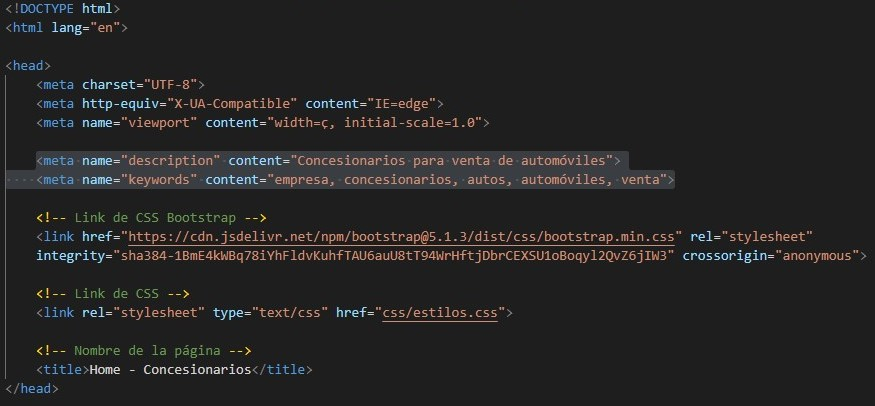 <!DOCTYPE html>
<html lang="en">
<head>
<meta charset="UTF-8">
<meta http-equiv="X-UA-Compatible" content="IE=edge">
<meta name="viewport" content="width=ç, initial-scale=1.0">
<meta name="description" content="Concesionarios para venta de automóviles">
<meta name="keywords" content="empresa, concesionarios, autos, automóviles, venta">
<!-- Link de CSS Bootstrap -->
<link href="https://cdn.jsdelivr.net/npm/bootstrap@5.1.3/dist/css/bootstrap.min.css" rel="stylesheet"
integrity="sha384-1BmE4kWBq78iYhFldvKuhfTAU6auU8tT94WrHftjDbrCEXSU1oBoqyl2QvZ6jIW3" crossorigin="anonymous">
<!-- Link de CSS -->
<link rel="stylesheet" type="text/css" href="css/estilos.css">
<!-- Nombre de la página -->
<title>Home - Concesionarios</title>
</head>